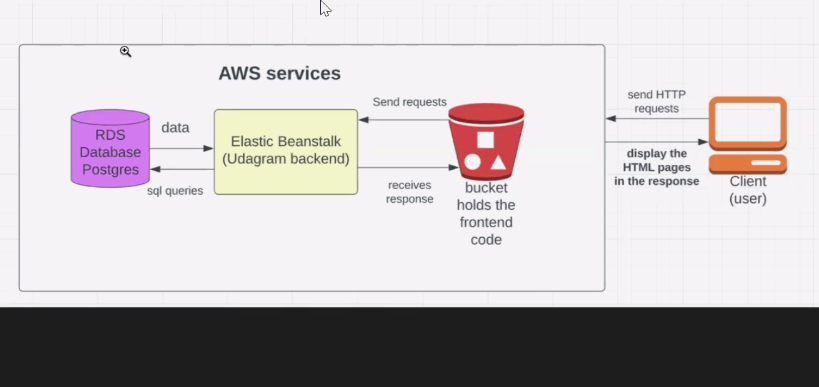 AWS services
RDS
Database
Postgres
data
sql queries
Elastic Beanstalk
(Udagram backend)
Send requests
receives
response
bucket
holds the
frontend
code
send HTTP
requests
display the
HTML pages
in the response
Client
(user)